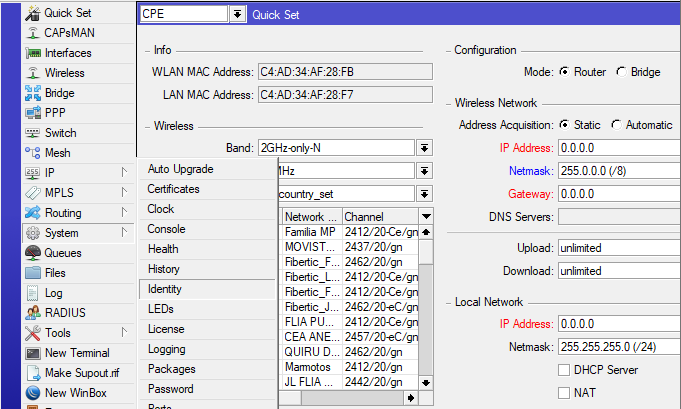 Quick Set
CAPsMAN
Interfaces
Wireless
Bridge
PPP
Switch
Mesh
IP
MPLS
Routing
System
Queues
Files
Log
RADIUS
Tools
New Terminal
Make Supout.rif
New WinBox
Auto Upgrade
Certificates
Clock
Console
Health
History
Identity
LEDs
License
Logging
Packages
Password
CPE Quick Set
Info
WLAN MAC Address: C4:AD:34:AF:28:FB
LAN MAC Address: C4:AD:34:AF:28:F7
Wireless
Band: 2GHz-only-N
MHz
country_set
Network ... Channel
Familia MP 2412/20-Ce/gn
MOVIST... 2437/20/gn
Fibertic_F... 2462/20/gn
Fibertic_L... 2412/20-Ce/gn
Fibertic_F... 2412/20-Ce/gn
Fibertic_J... 2462/20-eC/gn
FLIA PU... 2412/20-Ce/gn
CEA ANE... 2457/20-eC/gn
QUIRU D... 2462/20/gn
Marmotos 2412/20/gn
JL FLIA ... 2442/20/gn
Configuration
Mode: Router Bridge
Wireless Network
Address Acquisition: Static Automatic
IP Address: 0.0.0.0
Netmask: 255.0.0.0 (/8)
Gateway: 0.0.0.0
DNS Servers:
Upload: unlimited
Download: unlimited
Local Network
IP Address: 0.0.0.0
Netmask: 255.255.255.0 (/24)
DHCP Server
NAT